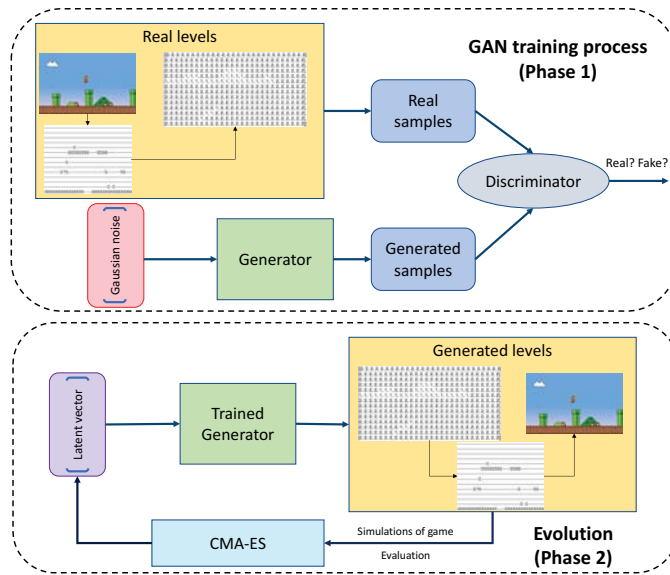 Real levels
GAN training process
(Phase 1)
Real
samples
Real? Fake?
Discriminator
Gaussian noise
Generator
Generated
samples
Generated levels
Latent vector
Trained
Generator
Simulations of game
CMA-ES
Evaluation
Evolution
(Phase 2)